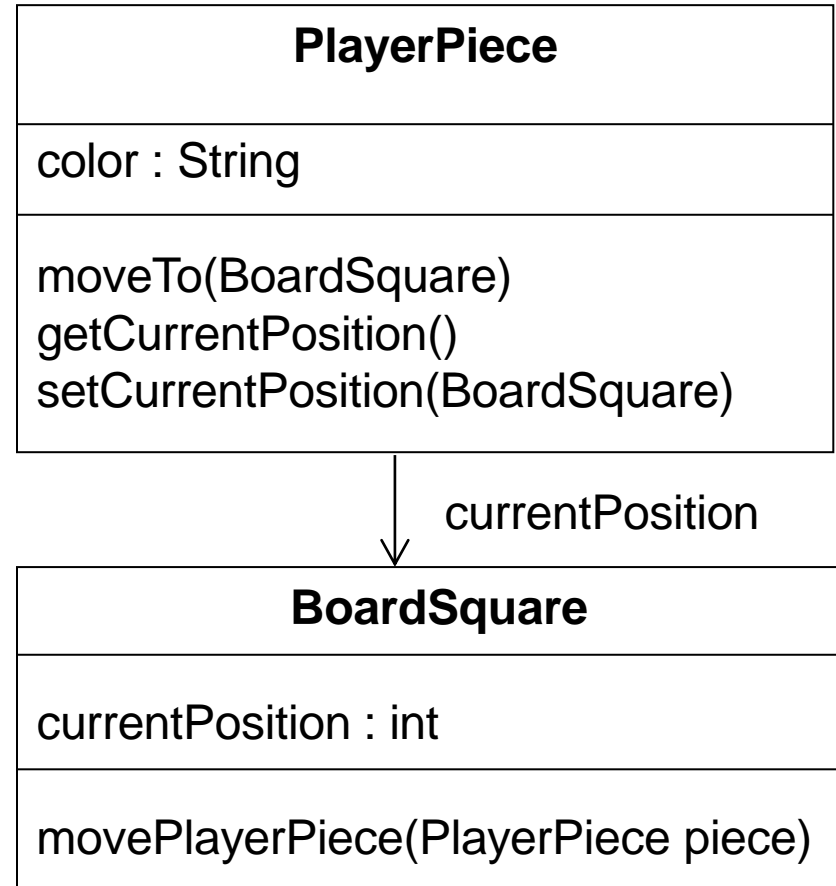 PlayerPiece
color : String
moveTo(BoardSquare)
getCurrentPosition()
setCurrentPosition(BoardSquare)
currentPosition
BoardSquare
currentPosition : int
movePlayerPiece(PlayerPiece piece)